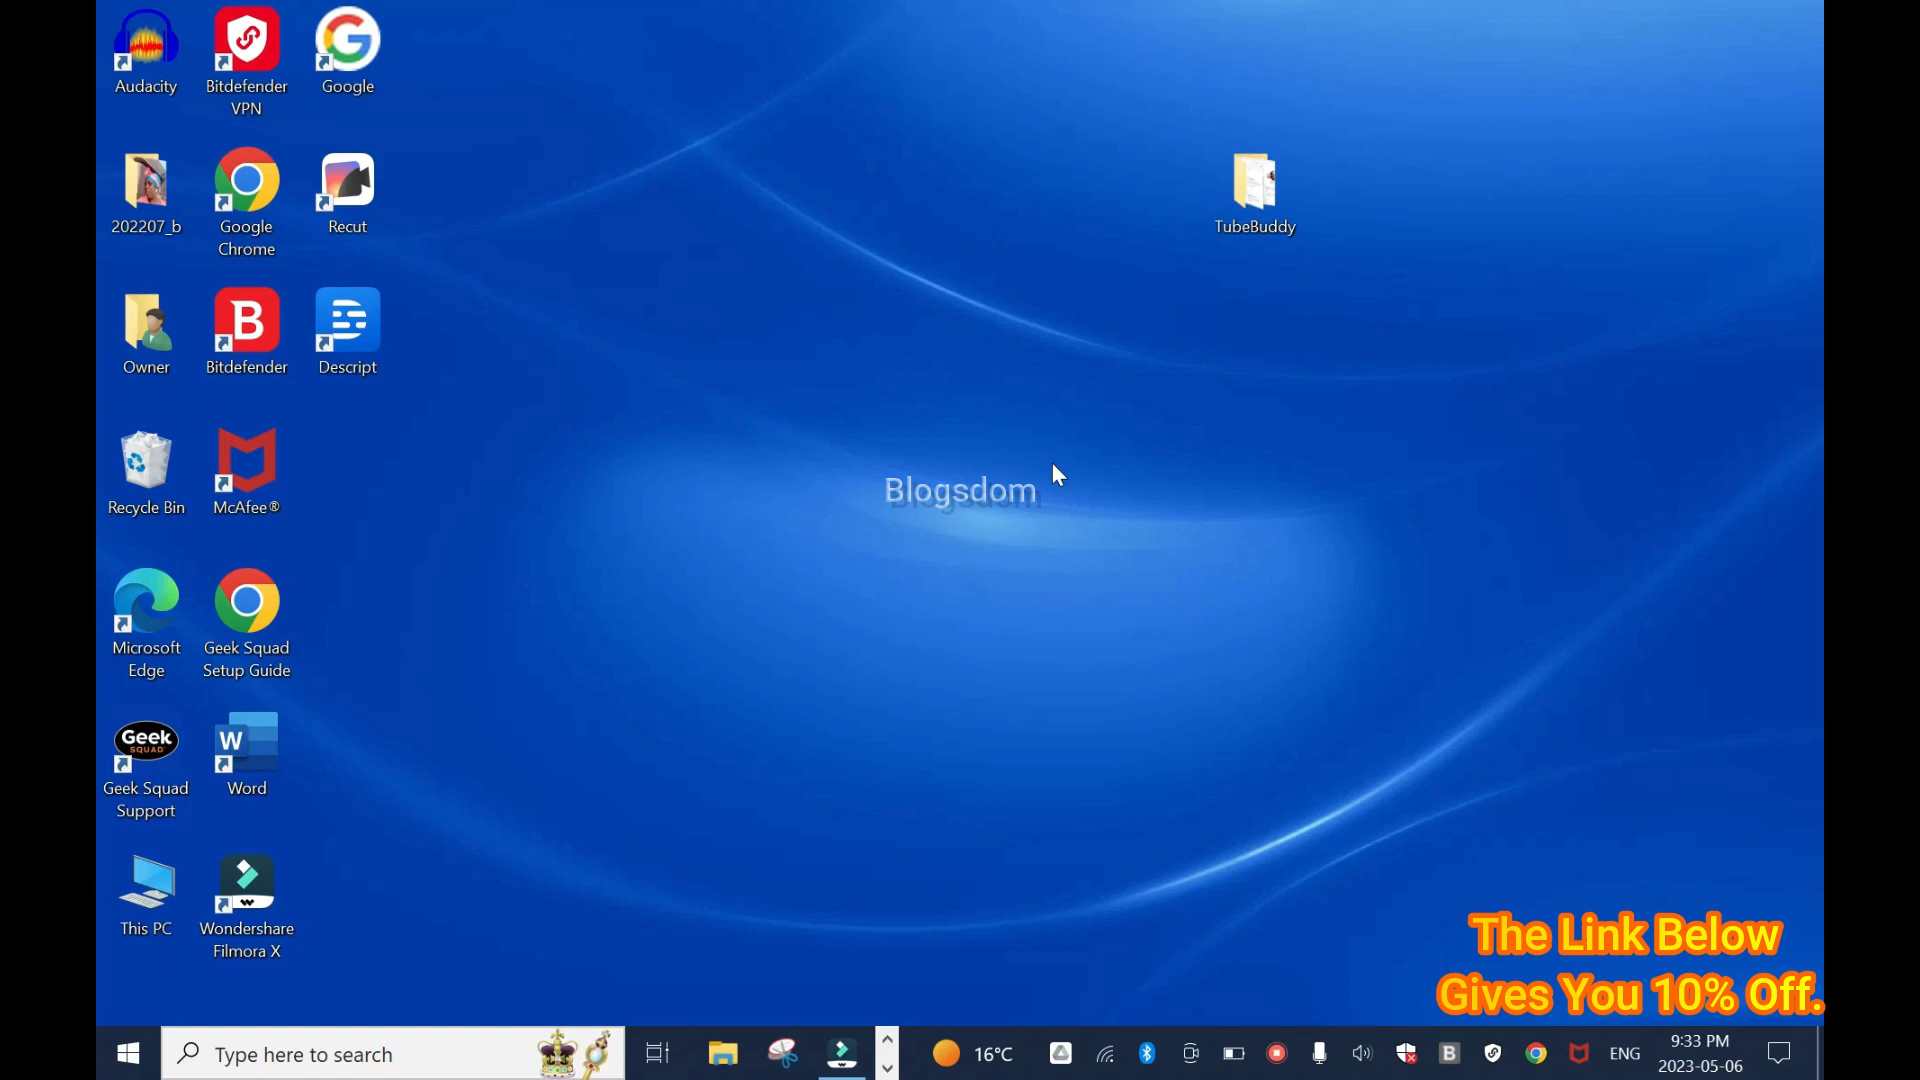 Audacity
Bitdefender
VPN
Google
202207_b
Google
Chrome
Recut
TubeBuddy
Owner
Bitdefender
Descript
Blogsdom
Recycle Bin
McAfee®
Microsoft
Edge
Geek Squad
Setup Guide
Geek
SQUAD
Geek Squad
Support
W
Word
This PC
Wondershare
Filmora X
The Link Below
Gives You 10% Off.
Type here to search
16°C
ENG
9:33 PM
2023-05-06